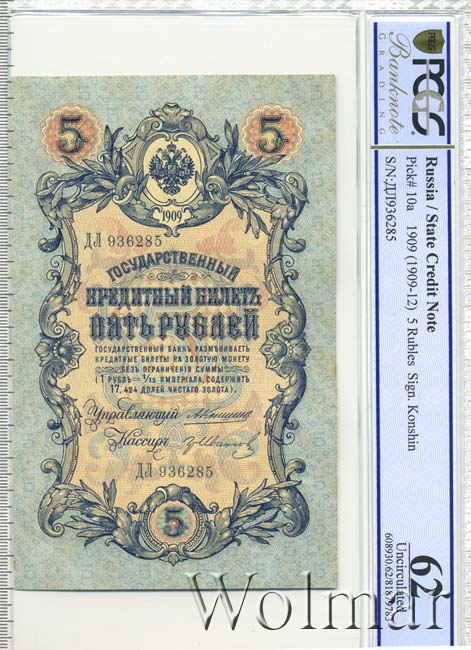 5 5
1909
ДЛ 936285
ГОСУДАРСТВЕННЫЙ
КРЕДИТНЫЙ БИЛЕТЪ
ПЯТЬ РУБЛЕЙ
ГОСУДАРСТВЕННЫЙ БАНКЪ РАЗМѢНИВАЕТЪ
КРЕДИТНЫЕ БИЛЕТЫ НА ЗОЛОТУЮ МОНЕТУ
БЕЗЪ ОГРАНИЧЕНІЯ СУММЫ
(1 РУБЛЬ = 1/15 ИМПЕРІАЛА, СОДЕРЖИТЪ
17,424 ДОЛЕЙ ЧИСТАГО ЗОЛОТА).
Управляющій
Кассиръ
ДЛ 936285
5
PCGS
PCGS
Banknote
GRADING
Russia / State Credit Note
Pick# 10a 1909 (1909-12) 5 Rubles Sign. Konshin
S/N:ДЛ936285
62
Uncirculated
Wolmar